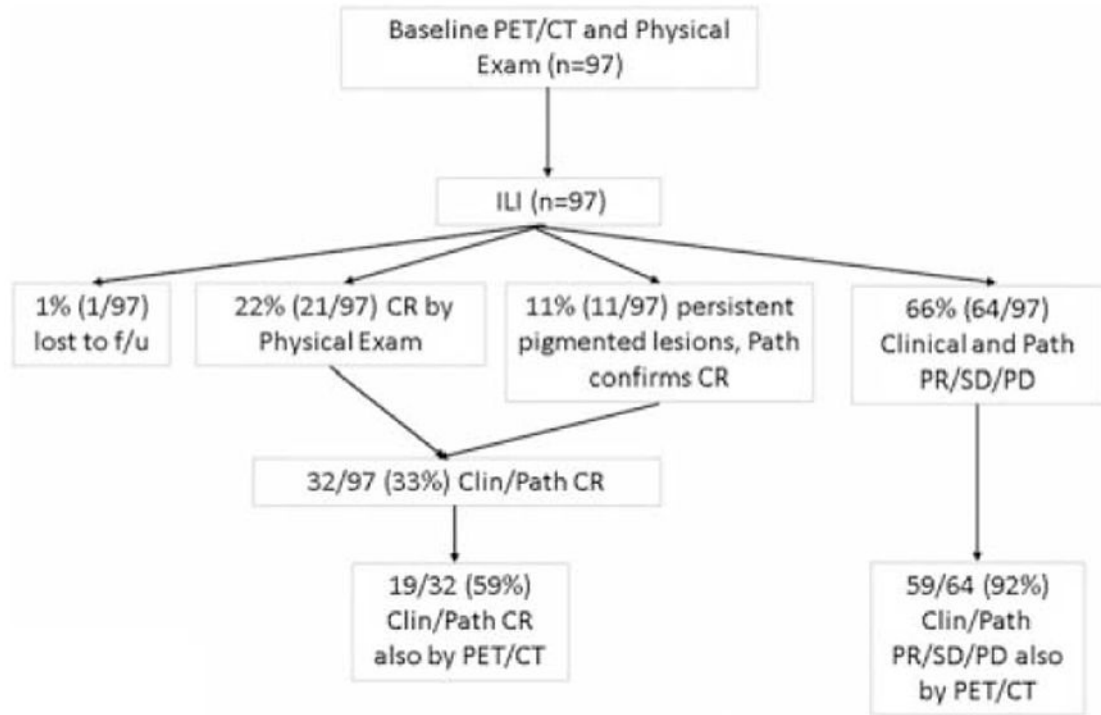 Baseline PET/CT and Physical
Exam (n=97)
ILI (n=97)
1% (1/97)
lost to f/u
22% (21/97) CR by
Physical Exam
11% (11/97) persistent
pigmented lesions, Path
confirms CR
66% (64/97)
Clinical and Path
PR/SD/PD
32/97 (33%) Clin/Path CR
19/32 (59%)
Clin/Path CR
also by PET/CT
59/64 (92%)
Clin/Path
PR/SD/PD also
by PET/CT